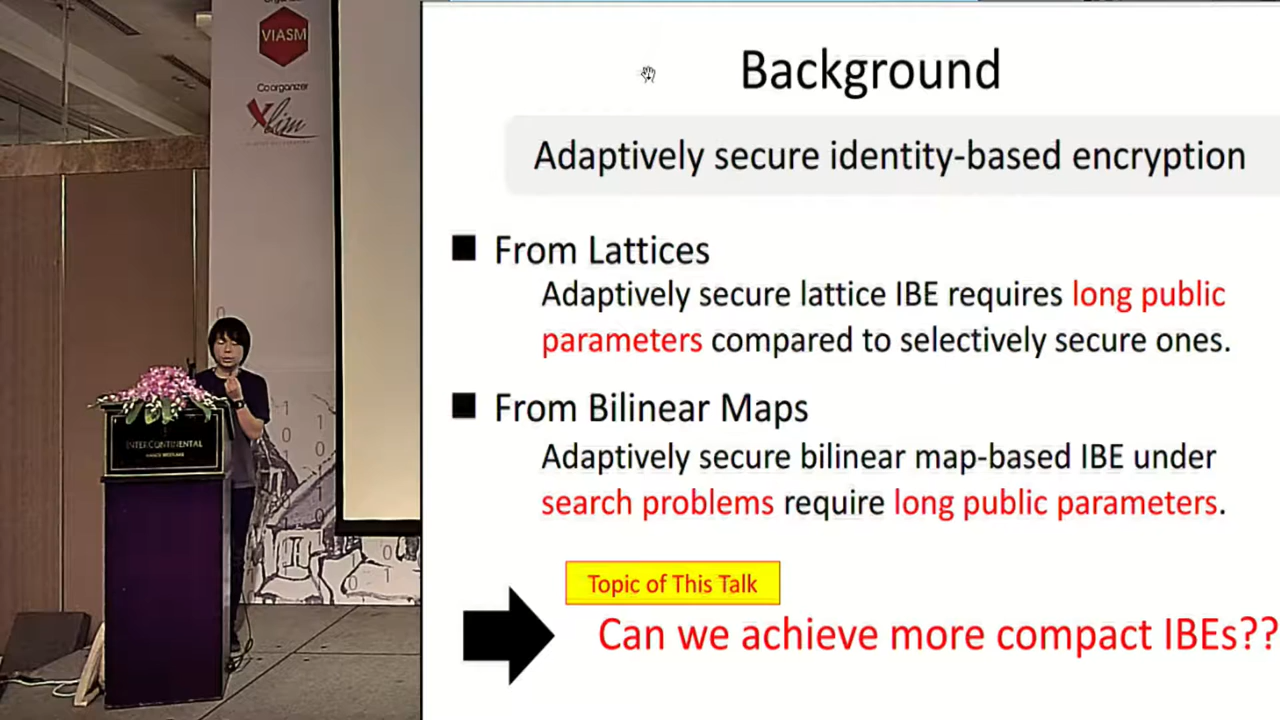 VIASM
Coorganizer
Xlim
INTERCONTINENTAL
Background
Adaptively secure identity-based encryption
From Lattices
Adaptively secure lattice IBE requires long public
parameters compared to selectively secure ones.
From Bilinear Maps
Adaptively secure bilinear map-based IBE under
search problems require long public parameters.
Topic of This Talk
Can we achieve more compact IBEs??